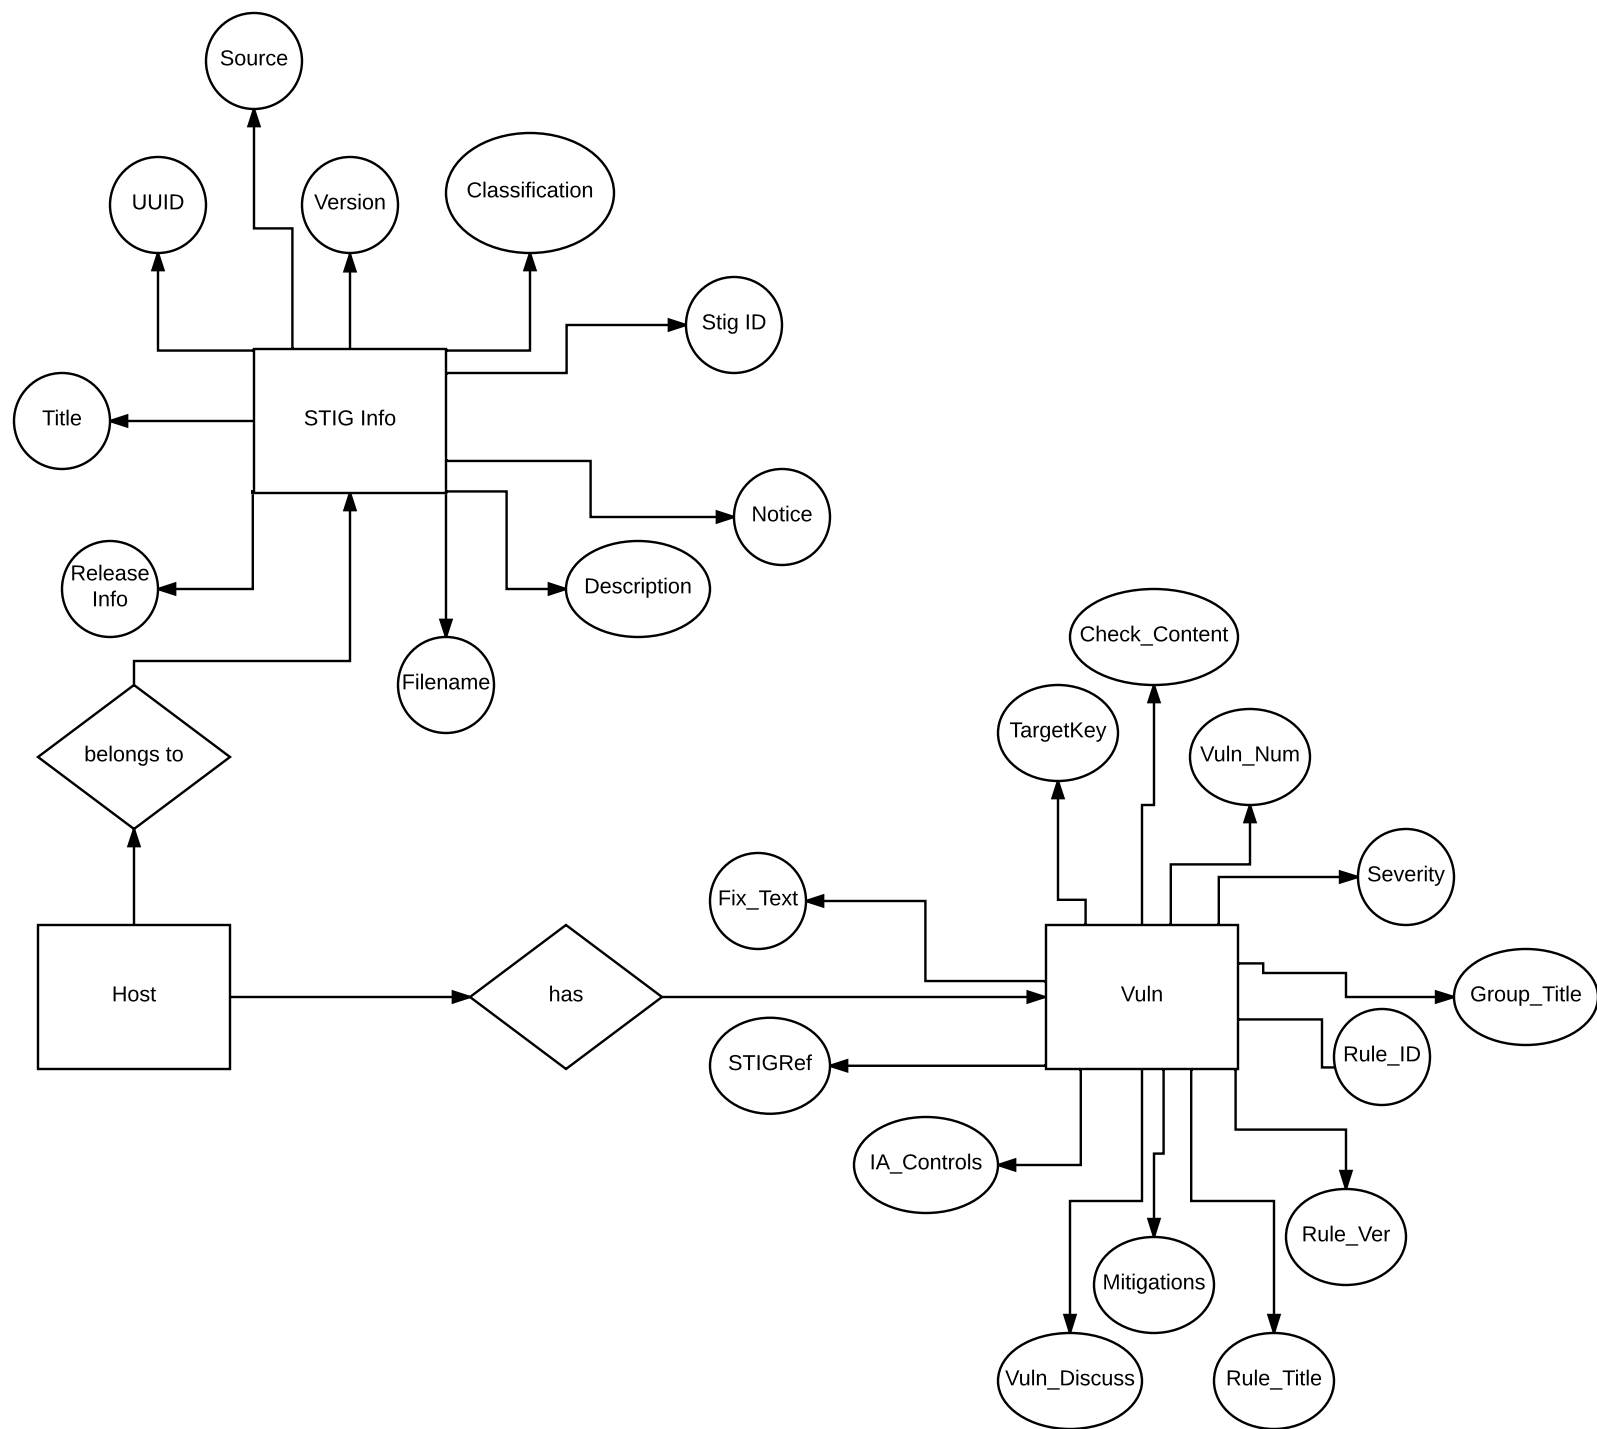 Source
UUID
Version
Classification
Stig ID
Title
STIG Info
Notice
Release
Info
Description
Filename
Check_Content
TargetKey
Vuln_Num
belongs to
Severity
Fix_Text
Host
has
Vuln
Group_Title
Rule_ID
STIGRef
IA_Controls
Rule_Ver
Mitigations
Vuln_Discuss
Rule_Title